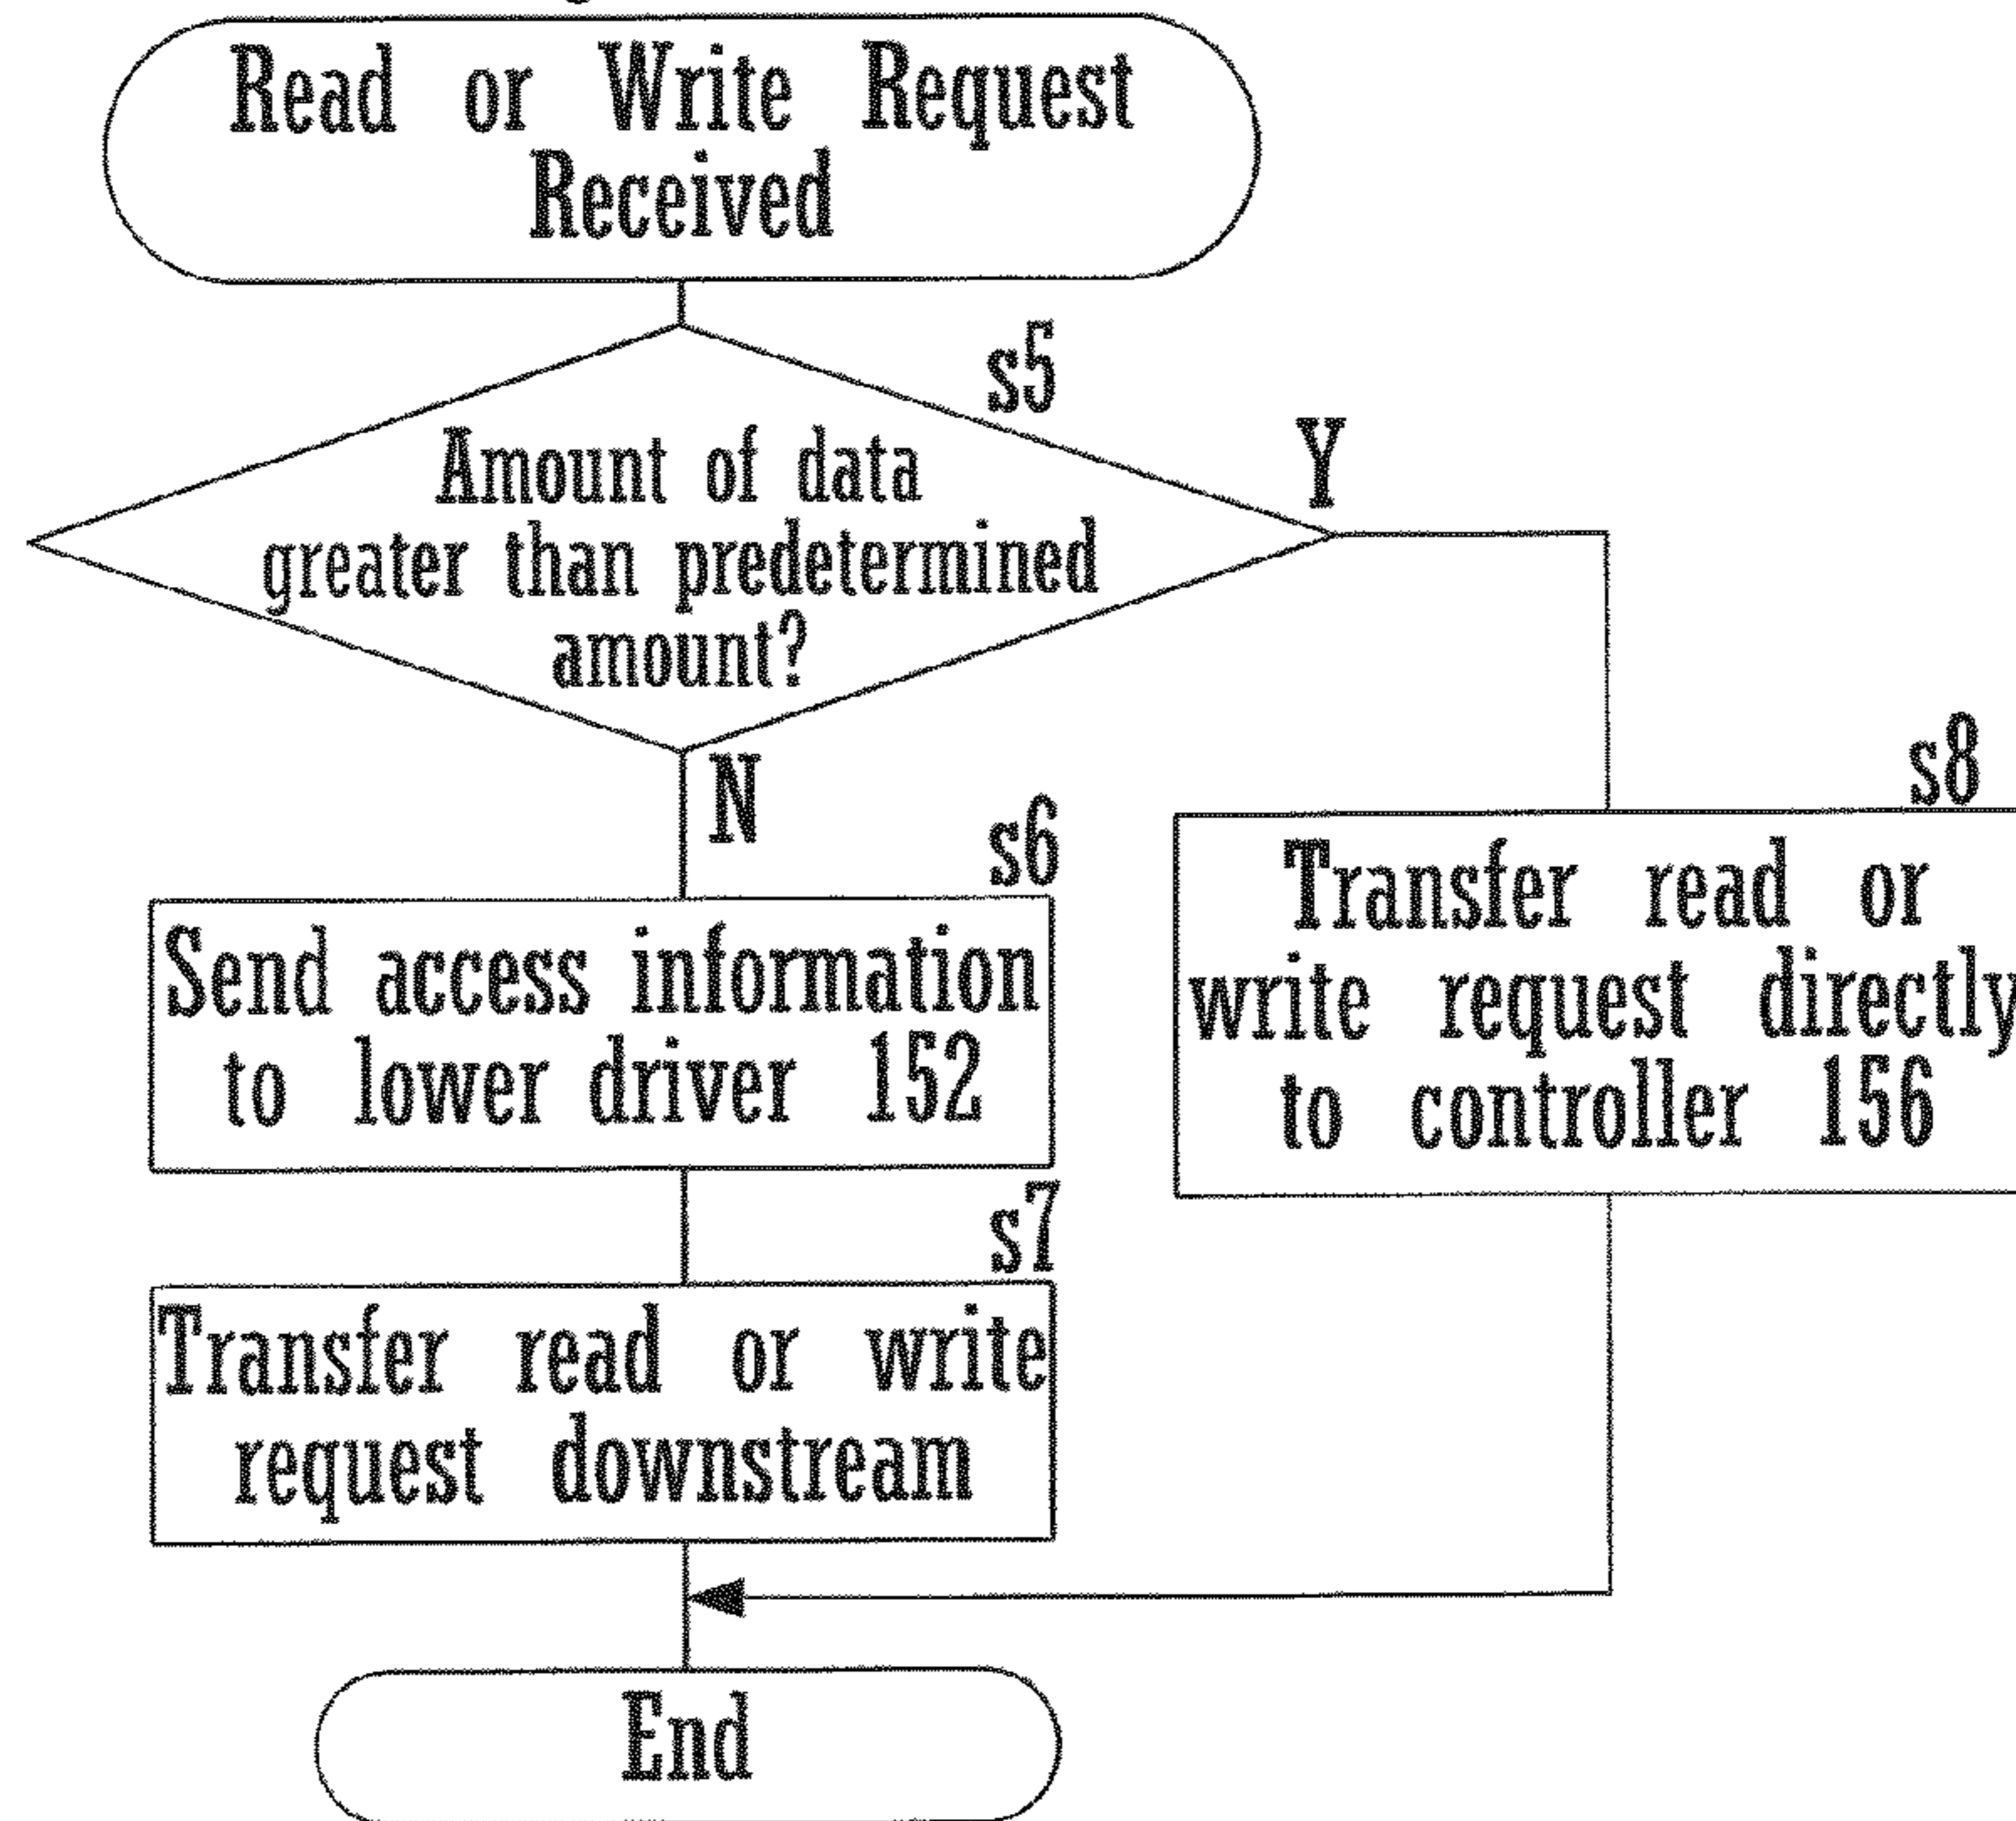 Read or Write Request
Received
s5
Amount of data
greater than predetermined
amount?
Y
N
s6
Send access information
to lower driver 152
s7
Transfer read or write
request downstream
s8
Transfer read or
write request directly
to controller 156
End